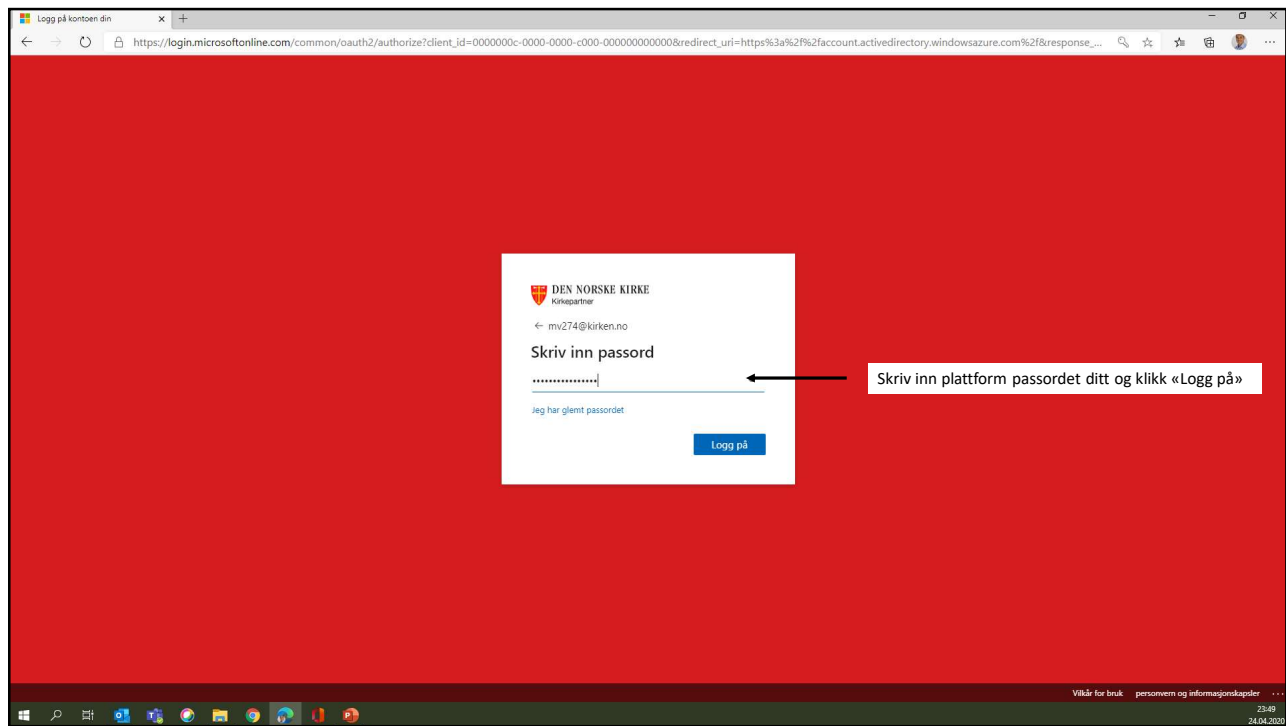 Logg på kontoen din
https://login.microsoftonline.com/common/oauth2/authorize?client_id=0000000c-0000-0000-c000-000000000000&redirect_uri=https%3a%2f%2faccount.activedirectory.windowsazure.com%2f&response_...
DEN NORSKE KIRKE
Kirkepartner
← mv274@kirken.no
Skriv inn passord
Skriv inn plattform passordet ditt og klikk «Logg på»
Jeg har glemt passordet
Logg på
Vilkår for bruk personvern og informasjonskapsler ...
23:49
24.04.2020